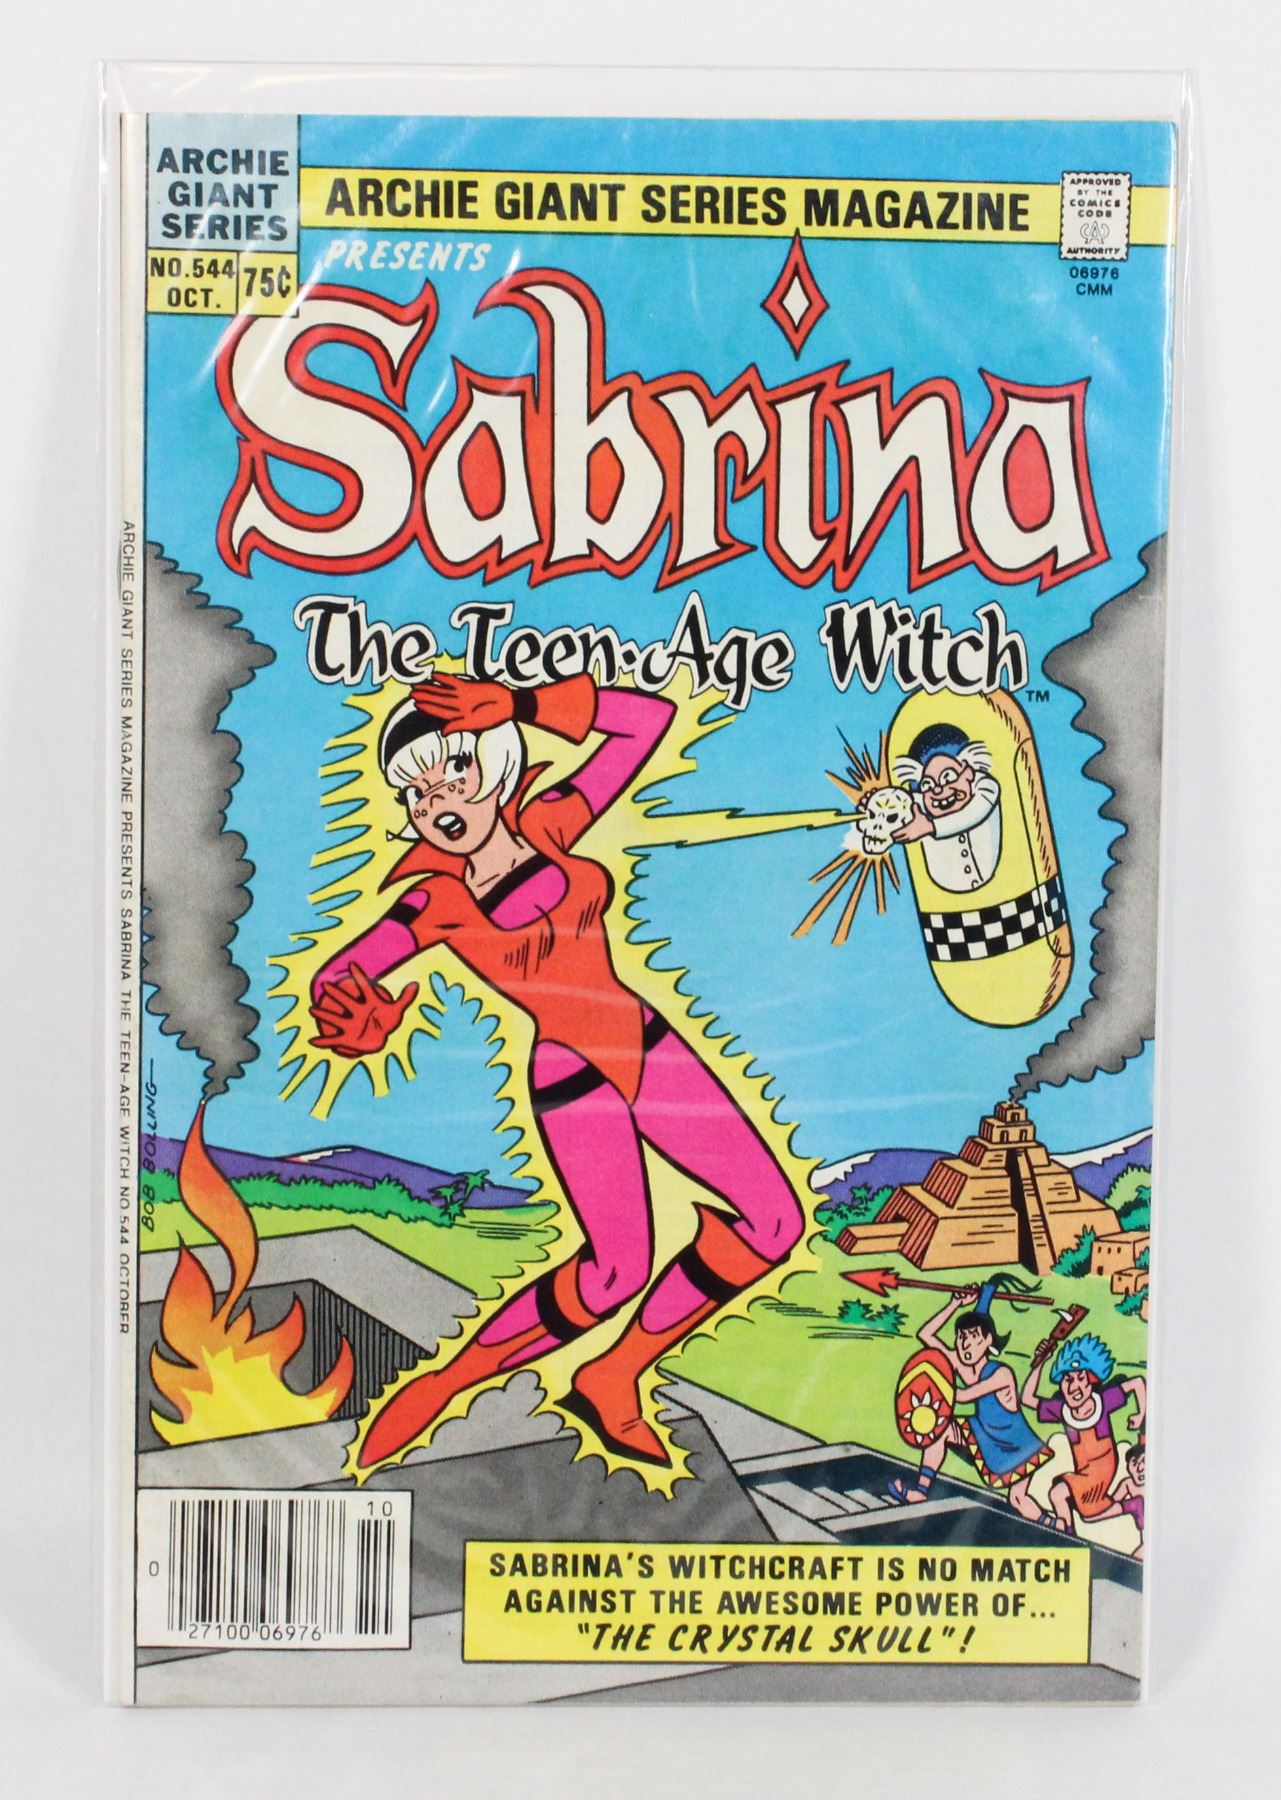 ARCHIE
GIANT
SERIES
NO.544
OCT.
75¢
ARCHIE GIANT SERIES MAGAZINE
PRESENTS
APPROVED
BY THE
COMICS
CODE
CA
AUTHORITY
06976
CMM
Sabrina
The Teen-Age Witch
TM
ARCHIE GIANT SERIES MAGAZINE PRESENTS SABRINA THE TEEN-AGE WITCH NO. 544 OCTOBER
BOB BOLLING
10
0
27100 06976
SABRINA'S WITCHCRAFT IS NO MATCH
AGAINST THE AWESOME POWER OF...
"THE CRYSTAL SKULL"!